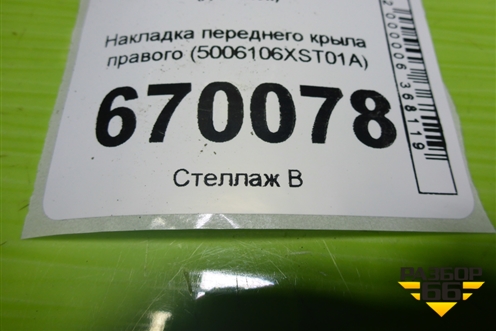 Накладка переднего крыла
правого (5006106XST01A)
670078
Стеллаж В
2000006368119
РАЗБОР
66